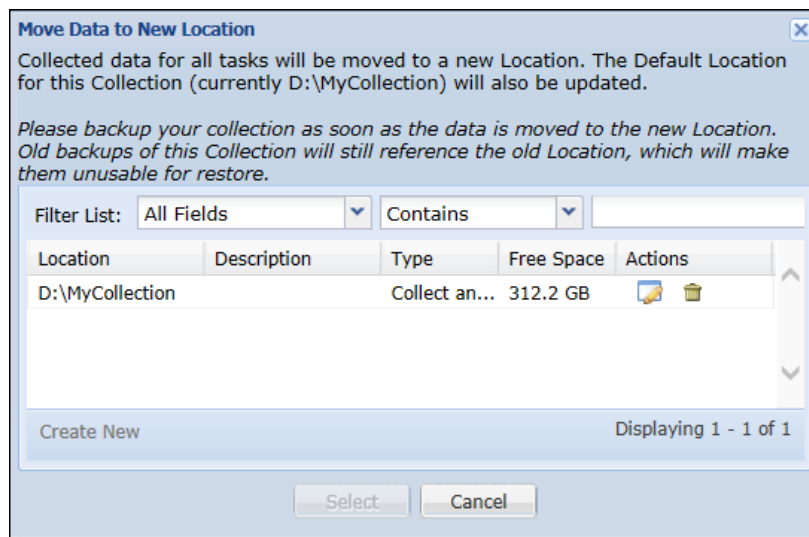 Move Data to New Location
Collected data for all tasks will be moved to a new Location. The Default Location
for this Collection (currently D:\MyCollection) will also be updated.
Please backup your collection as soon as the data is moved to the new Location.
Old backups of this Collection will still reference the old Location, which will make
them unusable for restore.
Filter List: All Fields Contains
Location Description Type Free Space Actions
D:\MyCollection Collect an... 312.2 GB
Create New Displaying 1 - 1 of 1
Select Cancel